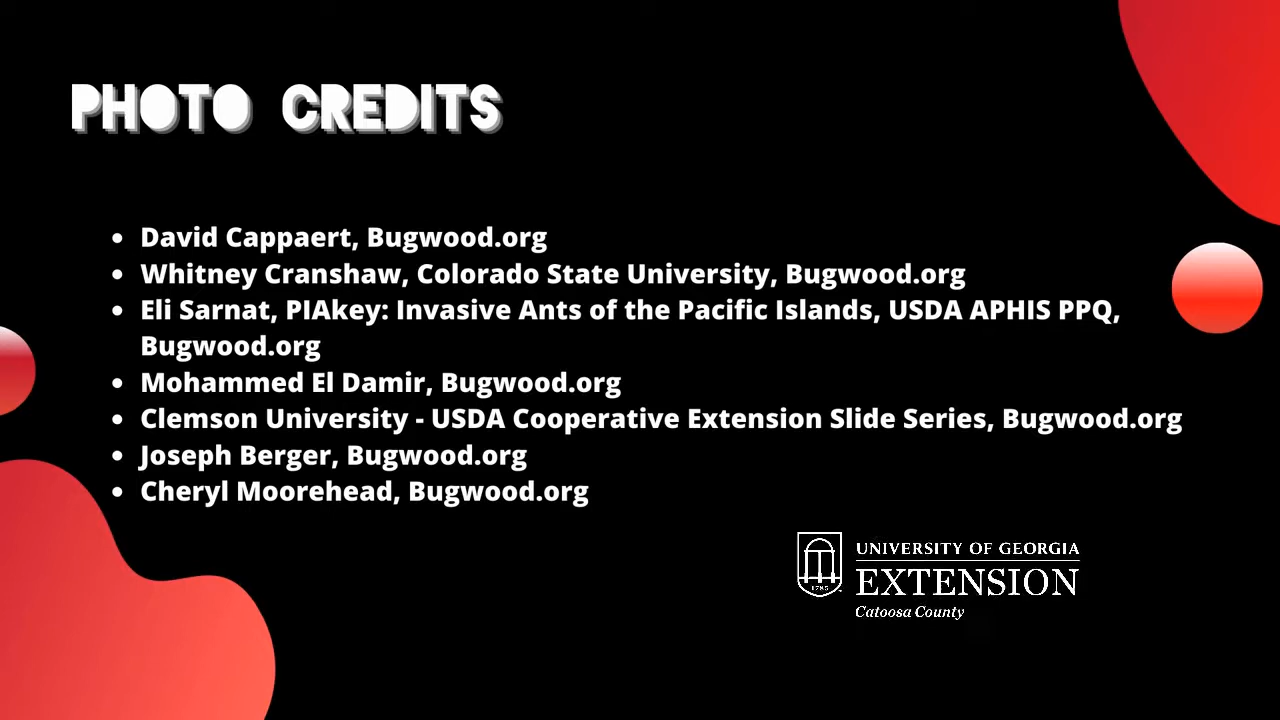 PHOTO CREDITS
• David Cappaert, Bugwood.org
• Whitney Cranshaw, Colorado State University, Bugwood.org
• Eli Sarnat, PIAkey: Invasive Ants of the Pacific Islands, USDA APHIS PPQ,
Bugwood.org
• Mohammed El Damir, Bugwood.org
• Clemson University - USDA Cooperative Extension Slide Series, Bugwood.org
• Joseph Berger, Bugwood.org
• Cheryl Moorehead, Bugwood.org
1785
UNIVERSITY OF GEORGIA
EXTENSION
Catoosa County